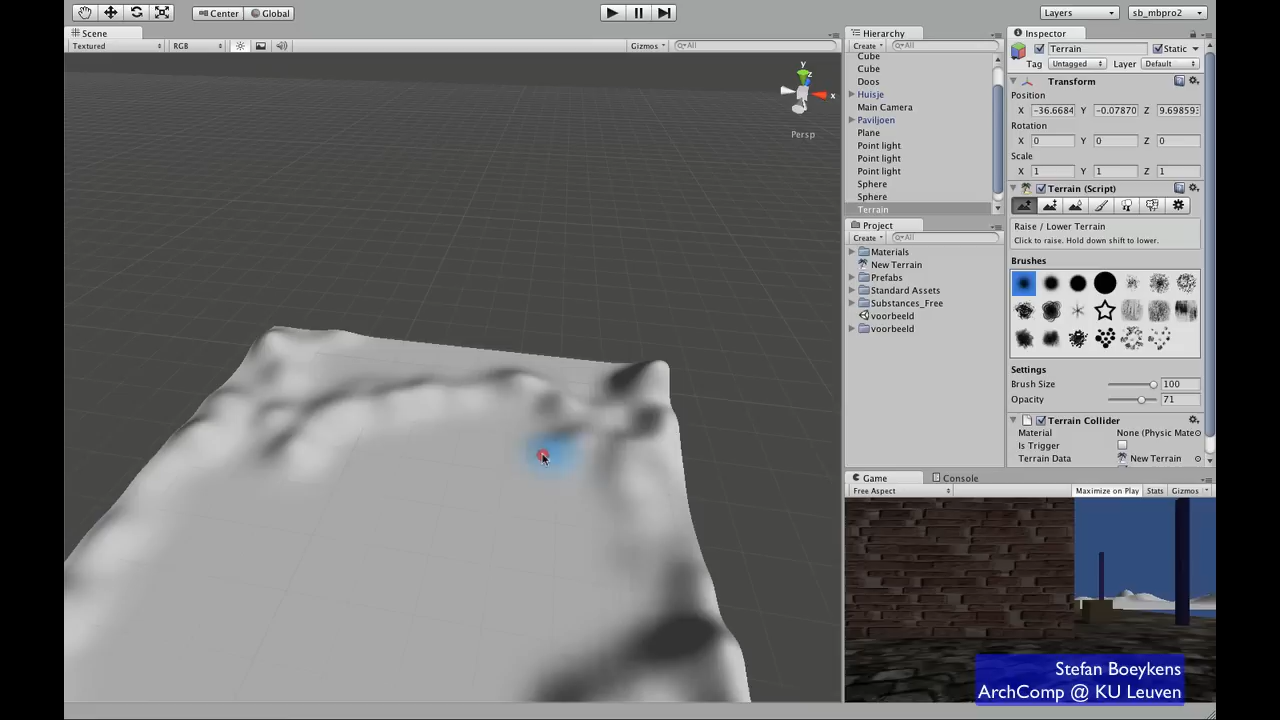 Center Global Layers sb_mbpro2
Scene
Textured RGB Gizmos All
y
z
x
Persp
Hierarchy
Create All
Cube
Cube
Doos
Huisje
Main Camera
Paviljoen
Plane
Point light
Point light
Point light
Sphere
Sphere
Terrain
Project
Create All
Materials
New Terrain
Prefabs
Standard Assets
Substances_Free
voorbeeld
voorbeeld
Inspector
Terrain Static
Tag Untagged Layer Default
Transform
Position
X -36.6684 Y -0.07870 Z
Rotation
X 0 Y 0 Z 0
Scale
X 1 Y 1 Z 1
Terrain (Script)
Raise / Lower Terrain
Click to raise. Hold down shift to lower.
Brushes
Settings
Brush Size 100
Opacity 71
Terrain Collider
Material None (Physic Mate
Is Trigger
Terrain Data New Terrain
Game Console
Free Aspect Maximize on Play Stats Gizmos
Stefan Boeykens
ArchComp @ KU Leuven